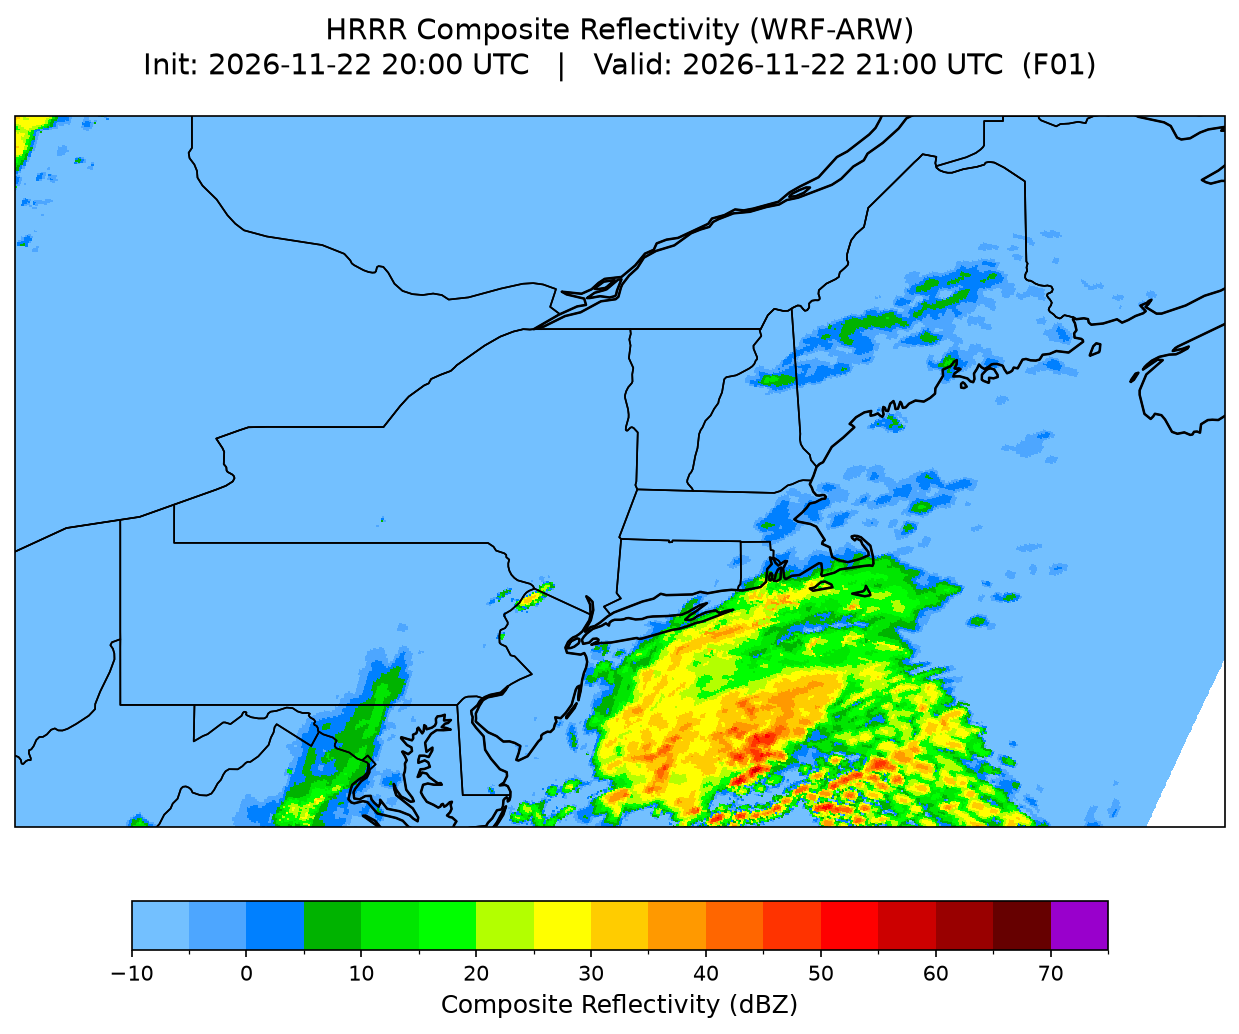 HRRR Composite Reflectivity (WRF-ARW)
Init: 2026-11-22 20:00 UTC   |   Valid: 2026-11-22 21:00 UTC  (F01)
−10 0 10 20 30 40 50 60 70
Composite Reflectivity (dBZ)